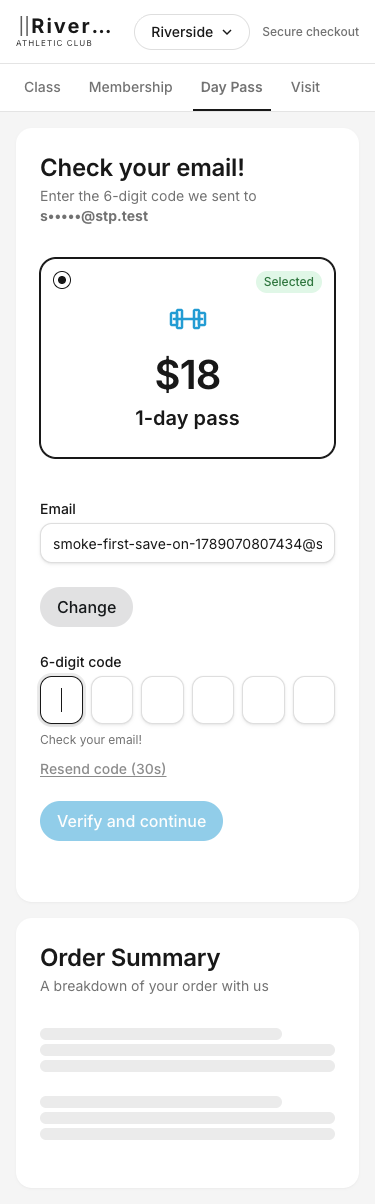 River...
ATHLETIC CLUB
Riverside
Secure checkout
Class
Membership
Day Pass
Visit
Check your email!
Enter the 6-digit code we sent to
s•••••@stp.test
Selected
$18
1-day pass
Email
smoke-first-save-on-1789070807434@s
Change
6-digit code
Check your email!
Resend code (30s)
Verify and continue
Order Summary
A breakdown of your order with us